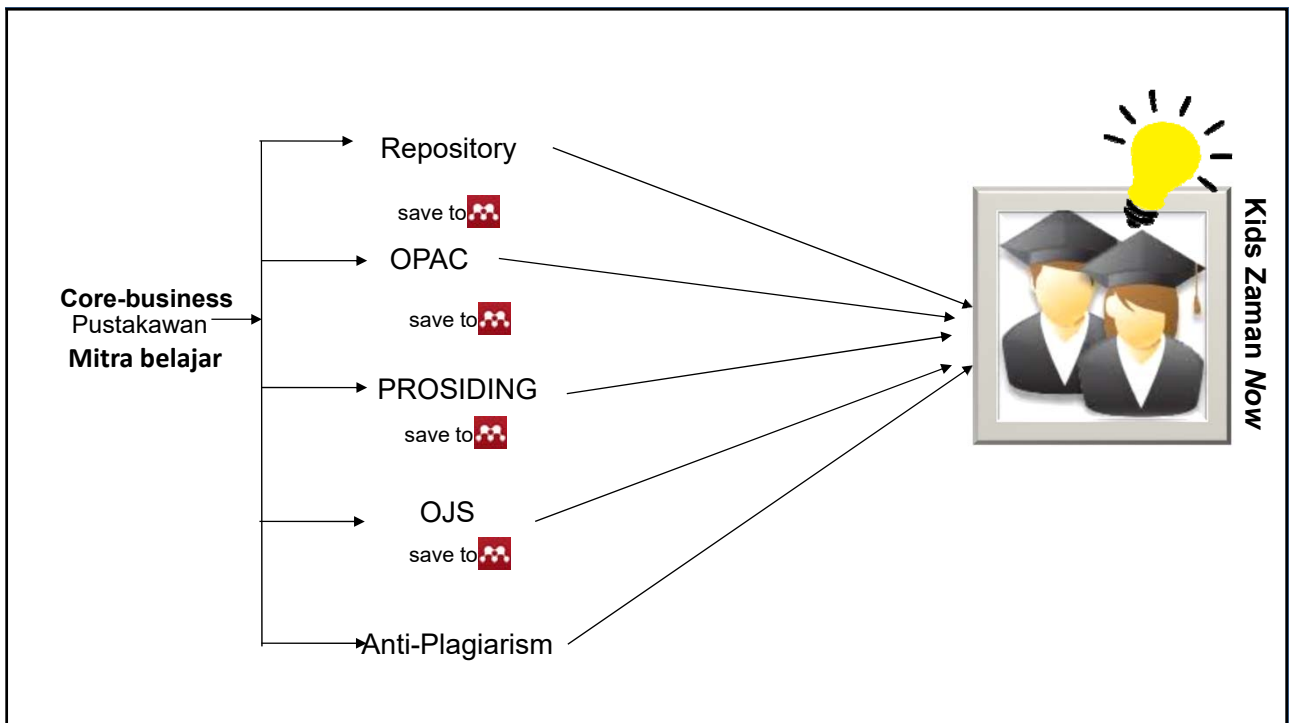 Repository
save to
OPAC
save to
Core-business
Pustakawan
Mitra belajar
PROSIDING
save to
OJS
save to
Anti-Plagiarism
Kids Zaman Now